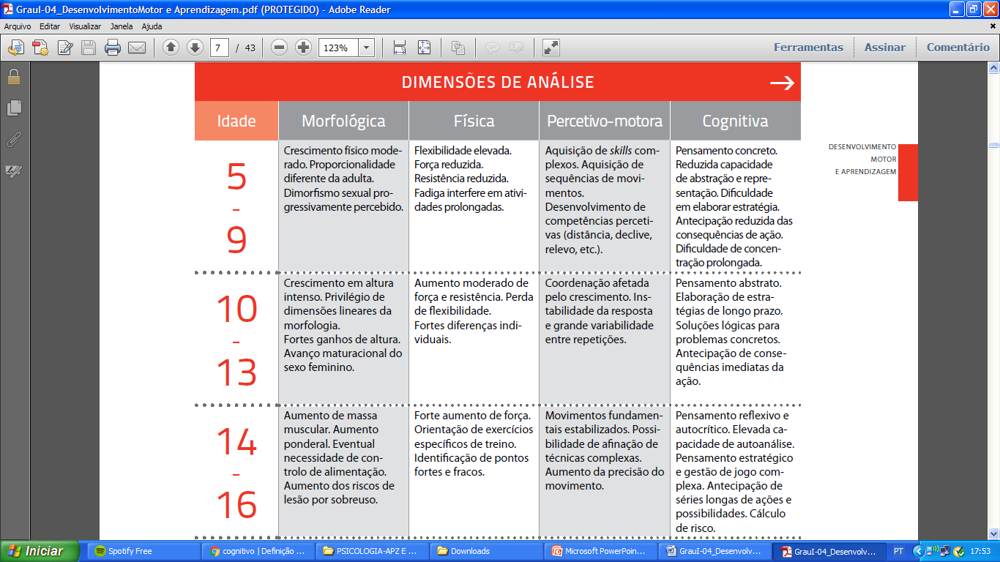 GrauI-04_DesenvolvimentoMotor e Aprendizagem.pdf (PROTEGIDO) - Adobe Reader
Arquivo Editar Visualizar Janela Ajuda
7 / 43 123% Ferramentas Assinar Comentário
DIMENSÕES DE ANÁLISE →
Idade Morfológica Física Percetivo-motora Cognitiva
5
-
9
Crescimento físico mode-
rado. Proporcionalidade
diferente da adulta.
Dimorfismo sexual pro-
gressivamente percebido.
Flexibilidade elevada.
Força reduzida.
Resistência reduzida.
Fadiga interfere em ativi-
dades prolongadas.
Aquisição de skills com-
plexos. Aquisição de
sequências de movi-
mentos.
Desenvolvimento de
competências perceti-
vas (distância, declive,
relevo, etc.).
Pensamento concreto.
Reduzida capacidade
de abstração e repre-
sentação. Dificuldade
em elaborar estratégia.
Antecipação reduzida das
consequências de ação.
Dificuldade de concen-
tração prolongada.
DESENVOLVIMENTO
MOTOR
E APRENDIZAGEM
10
-
13
Crescimento em altura
intenso. Privilégio de
dimensões lineares da
morfologia.
Fortes ganhos de altura.
Avanço maturacional do
sexo feminino.
Aumento moderado de
força e resistência. Perda
de flexibilidade.
Fortes diferenças indi-
viduais.
Coordenação afetada
pelo crescimento. Ins-
tabilidade da resposta
e grande variabilidade
entre repetições.
Pensamento abstrato.
Elaboração de estra-
tégias de longo prazo.
Soluções lógicas para
problemas concretos.
Antecipação de conse-
quências imediatas da
ação.
14
-
16
Aumento de massa
muscular. Aumento
ponderal. Eventual
necessidade de con-
trolo de alimentação.
Aumento dos riscos de
lesão por sobreuso.
Forte aumento de força.
Orientação de exercícios
específicos de treino.
Identificação de pontos
fortes e fracos.
Movimentos fundamen-
tais estabilizados. Possi-
bilidade de afinação de
técnicas complexas.
Aumento da precisão do
movimento.
Pensamento reflexivo e
autocrítico. Elevada ca-
pacidade de autoanálise.
Pensamento estratégico
e gestão de jogo com-
plexa. Antecipação de
séries longas de ações e
possibilidades. Cálculo
de risco.
Iniciar Spotify Free cognitivo | Definição ... PSICOLOGIA-APZ E ... Downloads Microsoft PowerPoin... GrauI-04_Desenvolv... GrauI-04_Desenvolv... PT 17:53